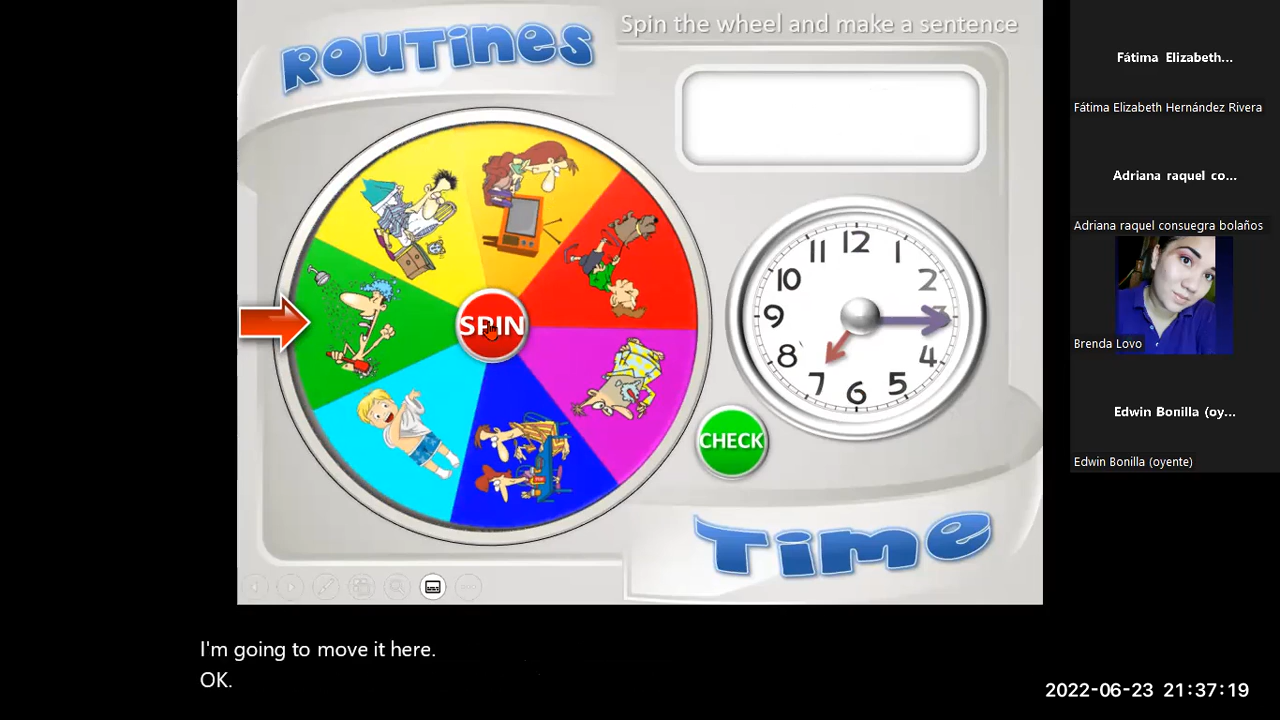 ROUTINES
Spin the wheel and make a sentence
SPIN
12
11
1
10
2
9
3
8
4
7
5
6
CHECK
TIME
Fátima Elizabeth...
Fátima Elizabeth Hernández Rivera
Adriana raquel co...
Adriana raquel consuegra bolaños
Brenda Lovo
Edwin Bonilla (oy...
Edwin Bonilla (oyente)
I'm going to move it here.
OK.
2022-06-23 21:37:19